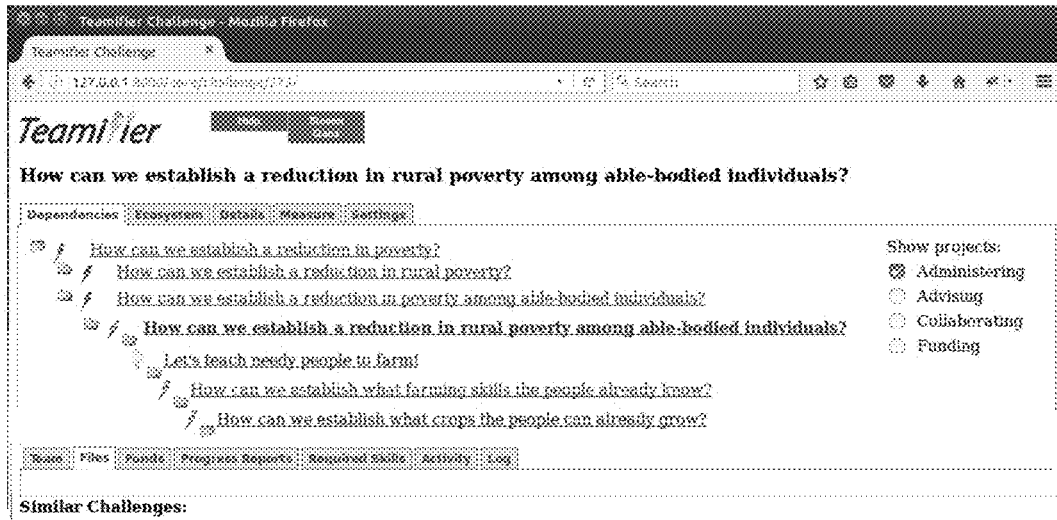 Teamifier Challenge - Mozilla Firefox
Teamifier Challenge ×
127.0.0.1 Search
Teamifier
How can we establish a reduction in rural poverty among able-bodied individuals?
Dependencies Ecosystem Details Measure Settings
How can we establish a reduction in poverty?
Show projects:
How can we establish a reduction in rural poverty?
Administering
How can we establish a reduction in poverty among able-bodied individuals?
Advising
How can we establish a reduction in rural poverty among able-bodied individuals?
Collaborating
Let's teach needy people to farm!
Funding
How can we establish what farming skills the people already know?
How can we establish what crops the people can already grow?
Team Files Funds Progress Reports Required Skills Activity Log
Similar Challenges: